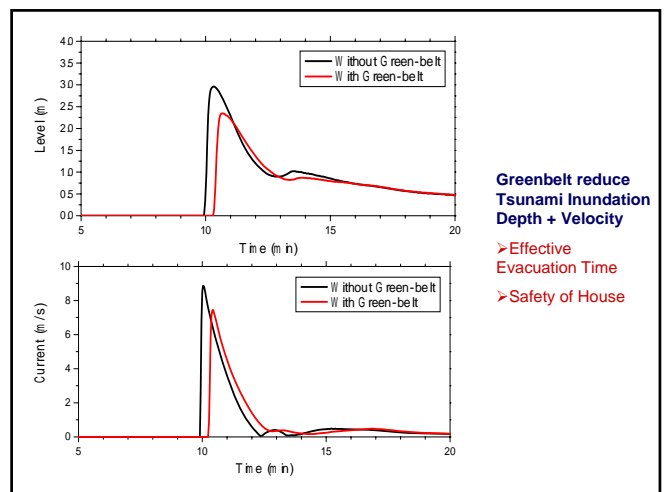 4.0
3.5
3.0
2.5
2.0
1.5
1.0
0.5
0.0
Level (m)
Without Green-belt
With Green-belt
5 10 15 20
Time (min)
10
8
6
4
2
0
Current (m/s)
Without Green-belt
With Green-belt
5 10 15 20
Time (min)
Greenbelt reduce
Tsunami Inundation
Depth + Velocity
➢Effective
Evacuation Time
➢Safety of House